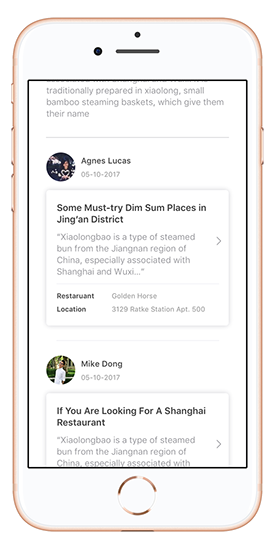 traditionally prepared in xiaolong, small
bamboo steaming baskets, which give them
their name
Agnes Lucas
05-10-2017
Some Must-try Dim Sum Places in
Jing’an District
“Xiaolongbao is a type of steamed
bun from the Jiangnan region of
China, especially associated with
Shanghai and Wuxi...”
Restaruant Golden Horse
Location 3129 Ratke Station Apt. 500
Mike Dong
05-10-2017
If You Are Looking For A Shanghai
Restaurant
“Xiaolongbao is a type of steamed
bun from the Jiangnan region of
China, especially associated with